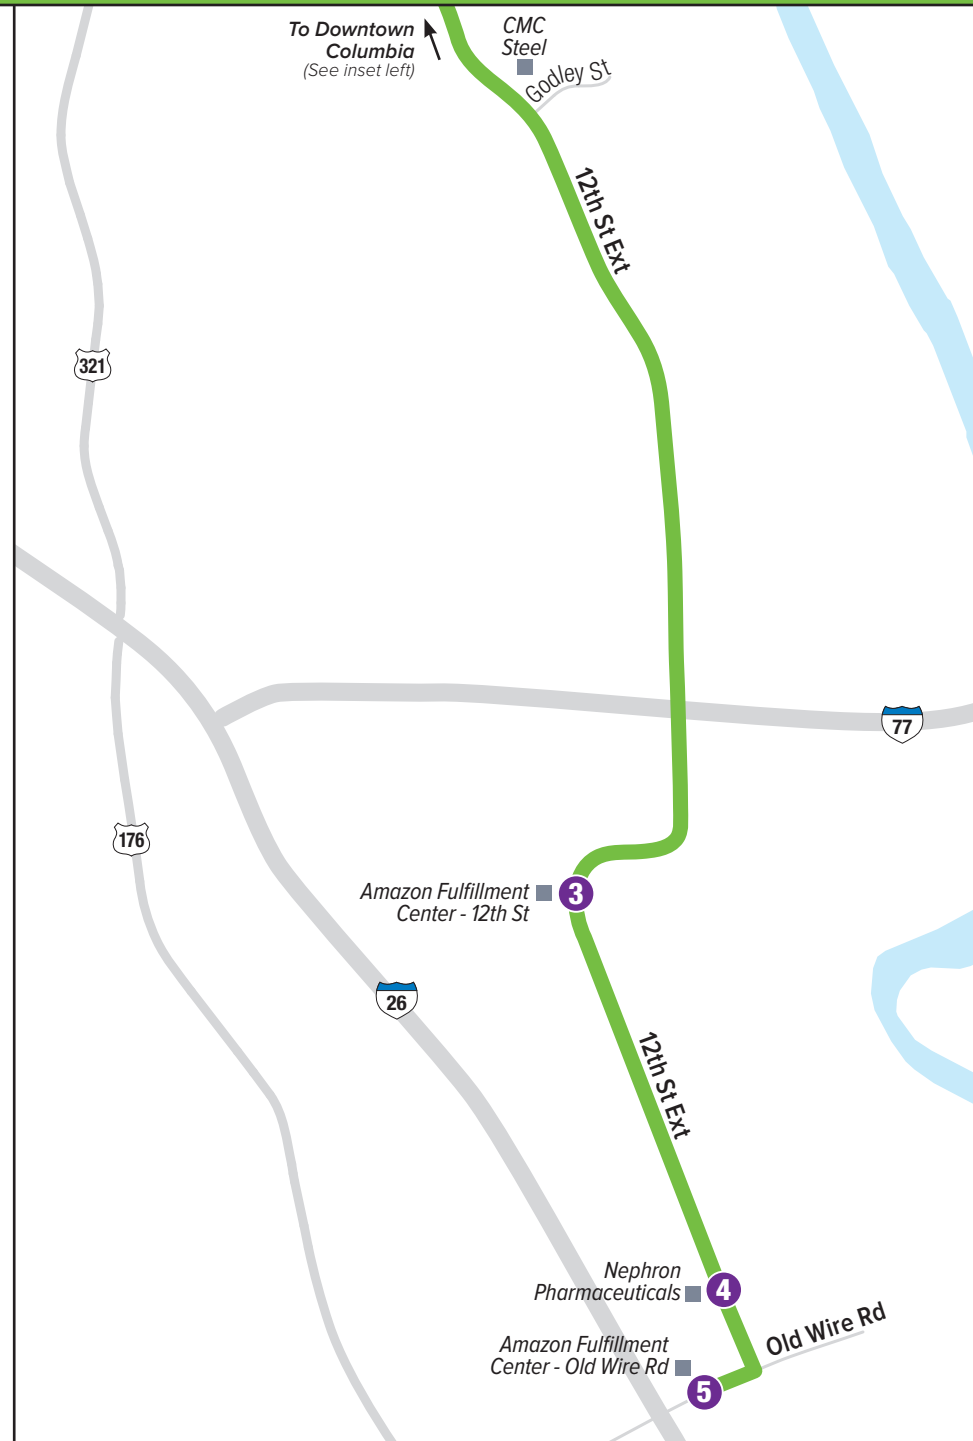 To Downtown
Columbia
(See inset left)
CMC
Steel
Godley St
12th St Ext
321
77
176
Amazon Fulfillment
Center - 12th St
3
26
12th St Ext
Nephron
Pharmaceuticals
4
Old Wire Rd
Amazon Fulfillment
Center - Old Wire Rd
5